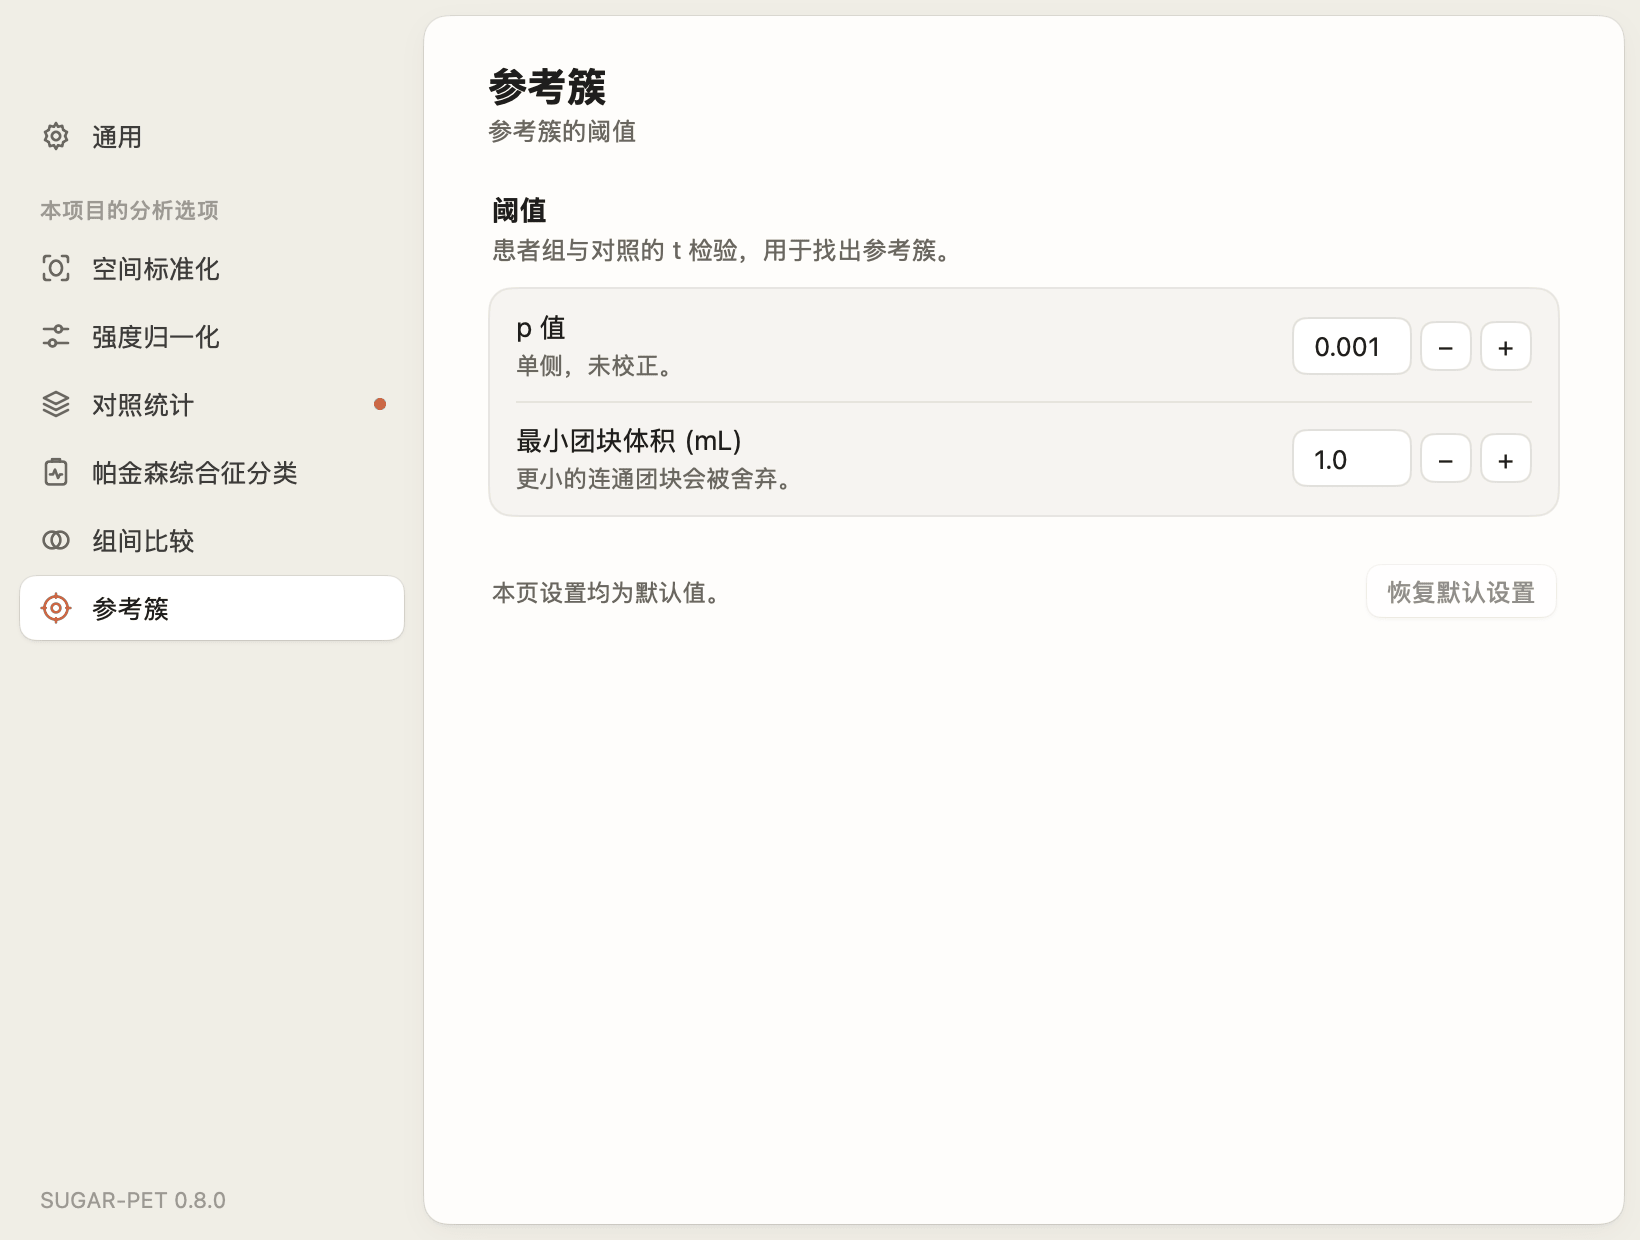 通用
本项目的分析选项
空间标准化
强度归一化
对照统计
帕金森综合征分类
组间比较
参考簇
SUGAR-PET 0.8.0
参考簇
参考簇的阈值
阈值
患者组与对照的 t 检验，用于找出参考簇。
p 值
单侧，未校正。
0.001
−
+
最小团块体积 (mL)
更小的连通团块会被舍弃。
1.0
−
+
本页设置均为默认值。
恢复默认设置